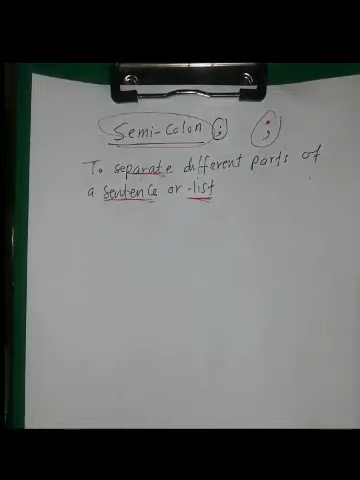 Semi-Colon ; ;
To separate different parts of
a sentence or list